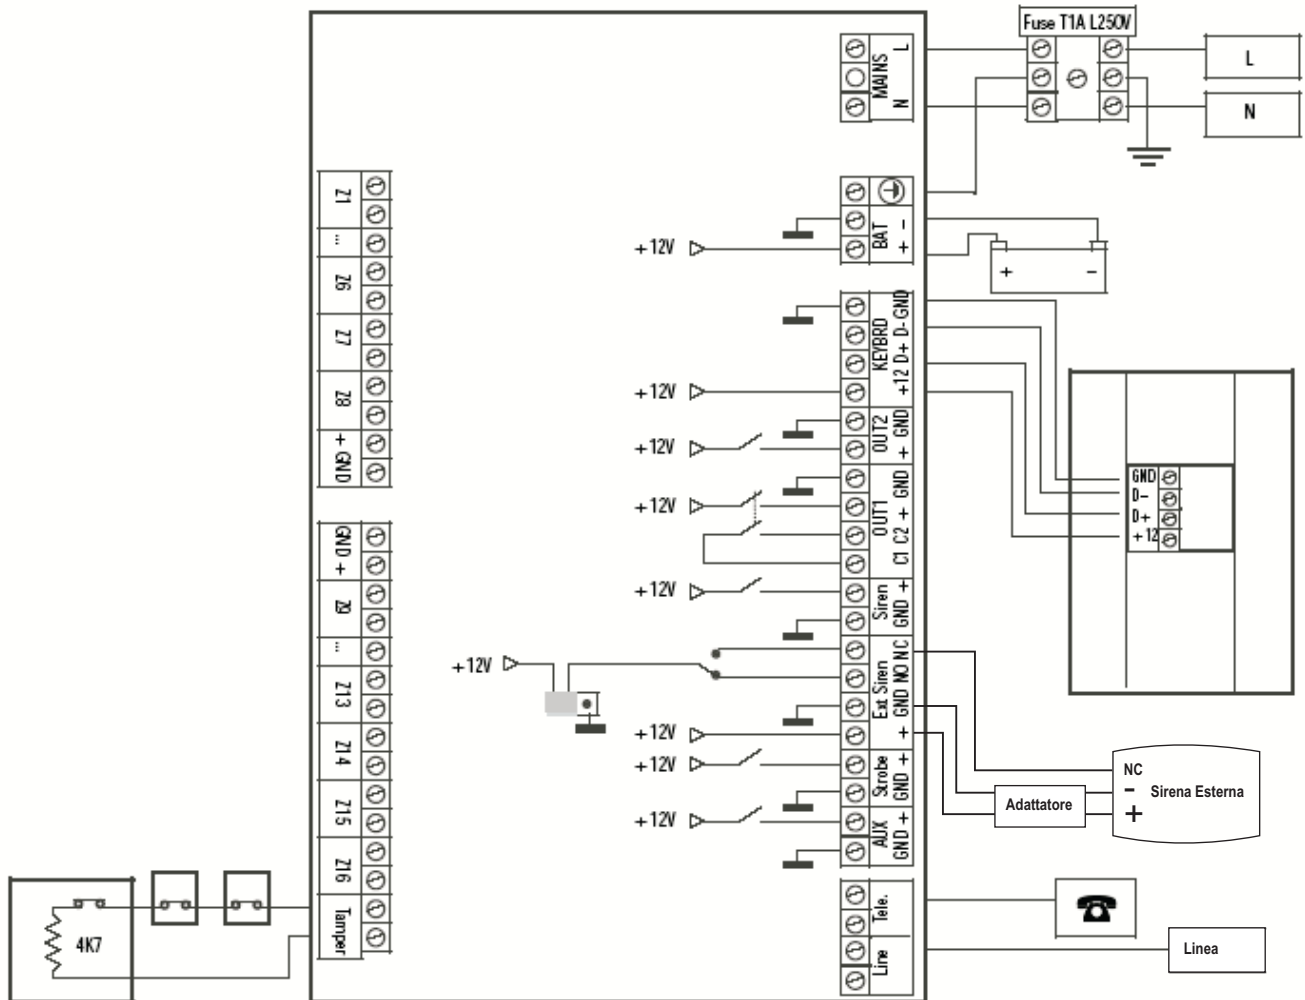 Fuse T1A L250V
L
MAINS
N
L
N
Z1
...
Z6
Z7
Z8
+ GND
BAT
+ -
+12V
+ -
KEYBRD
+12 D+ D- GND
+12V
OUT2
+ GND
+12V
OUT1
C1 C2 + GND
+12V
GND
D-
D+
+12
GND +
Z9
...
Z13
Z14
Z15
Z16
Tamper
Siren
GND +
+12V
Ext Siren
+ GND NO NC
+12V
+12V
Strobe
GND +
+12V
AUX
GND +
+12V
NC
-
+
Sirena Esterna
Adattatore
Tele.
Line
Linea
4K7